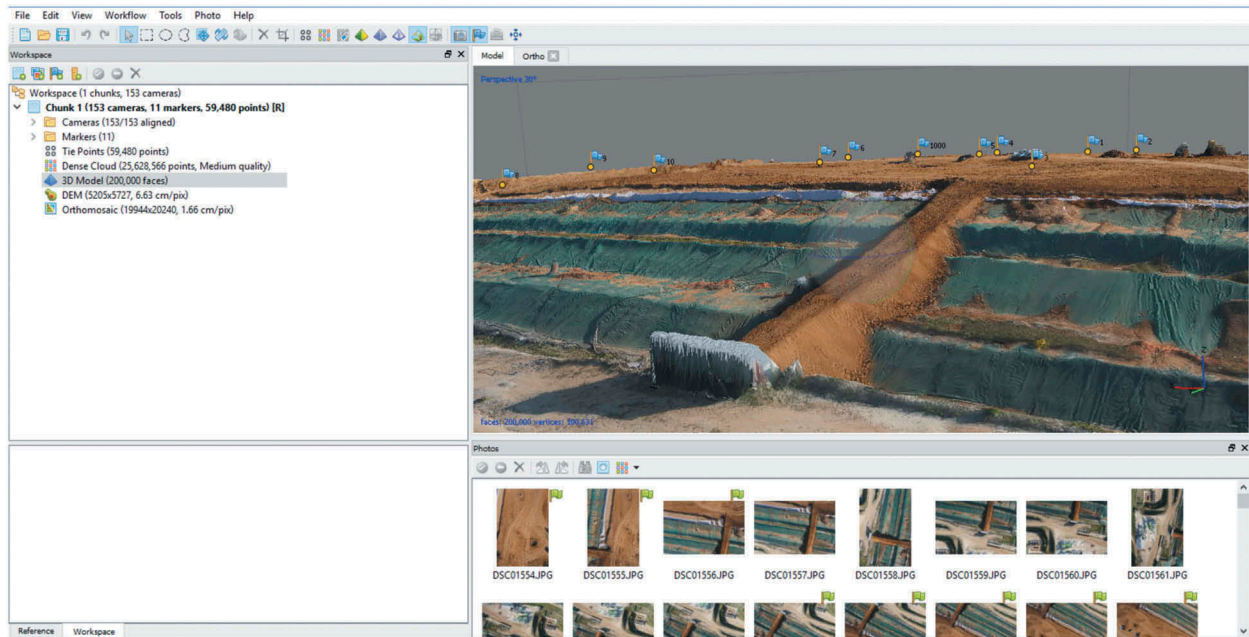 File Edit View Workflow Tools Photo Help
Workspace
Workspace (1 chunks, 153 cameras)
Chunk 1 (153 cameras, 11 markers, 59,480 points) [R]
Cameras (153/153 aligned)
Markers (11)
Tie Points (59,480 points)
Dense Cloud (25,628,566 points, Medium quality)
3D Model (200,000 faces)
DEM (5205x5727, 6.63 cm/pix)
Orthomosaic (19944x20240, 1.66 cm/pix)
Reference Workspace
Model Ortho
Perspective 30°
8 9 10 7 6 1000 5 4 3 1 2
faces: 200,000 vertices: 100,631
Photos
DSC01554.JPG DSC01555.JPG DSC01556.JPG DSC01557.JPG DSC01558.JPG DSC01559.JPG DSC01560.JPG DSC01561.JPG